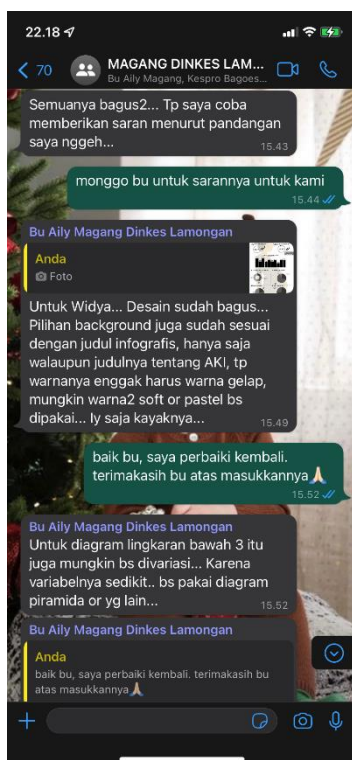 22.18
70
MAGANG DINKES LAM...
Bu Aily Magang, Kespro Bagoes...
Semuanya bagus2... Tp saya coba
memberikan saran menurut pandangan
saya nggeh...
15.43
monggo bu untuk sarannya untuk kami
15.44
Bu Aily Magang Dinkes Lamongan
Anda
Foto
Untuk Widya... Desain sudah bagus...
Pilihan background juga sudah sesuai
dengan judul infografis, hanya saja
walaupun judulnya tentang AKI, tp
warnanya enggak harus warna gelap,
mungkin warna2 soft or pastel bs
dipakai... Iy saja kayaknya...
15.49
baik bu, saya perbaiki kembali.
terimakasih bu atas masukkannya🙏
15.52
Bu Aily Magang Dinkes Lamongan
Untuk diagram lingkaran bawah 3 itu
juga mungkin bs divariasi... Karena
variabelnya sedikit.. bs pakai diagram
piramida or yg lain...
15.52
Bu Aily Magang Dinkes Lamongan
Anda
baik bu, saya perbaiki kembali. terimakasih bu
atas masukkannya🙏